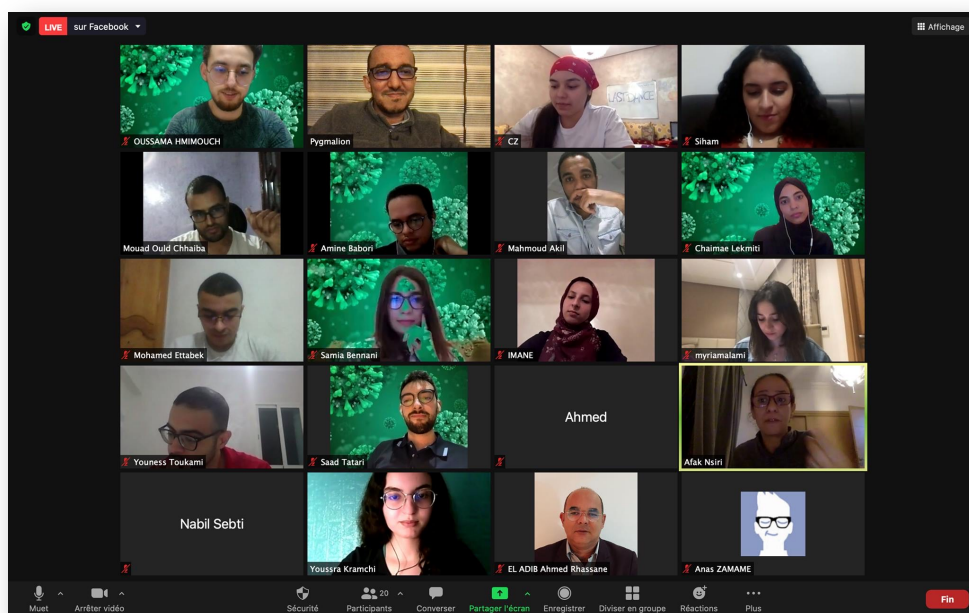 LIVE sur Facebook
Affichage
OUSSAMA HMIMOUCH
Pygmalion
LAST DANCE
CZ
Siham
Mouad Ould Chhaiba
Amine Babori
Mahmoud Akil
Chaimae Lekmiti
Mohamed Ettabek
Samia Bennani
IMANE
myriamalami
Youness Toukami
Saad Tatari
Ahmed
Afak Nsiri
Nabil Sebti
Youssra Kramchi
EL ADIB Ahmed Rhassane
Anas ZAMAME
Muet
Arrêter vidéo
Sécurité
20
Participants
Converser
Partager l'écran
Enregistrer
Diviser en groupe
Réactions
Plus
Fin